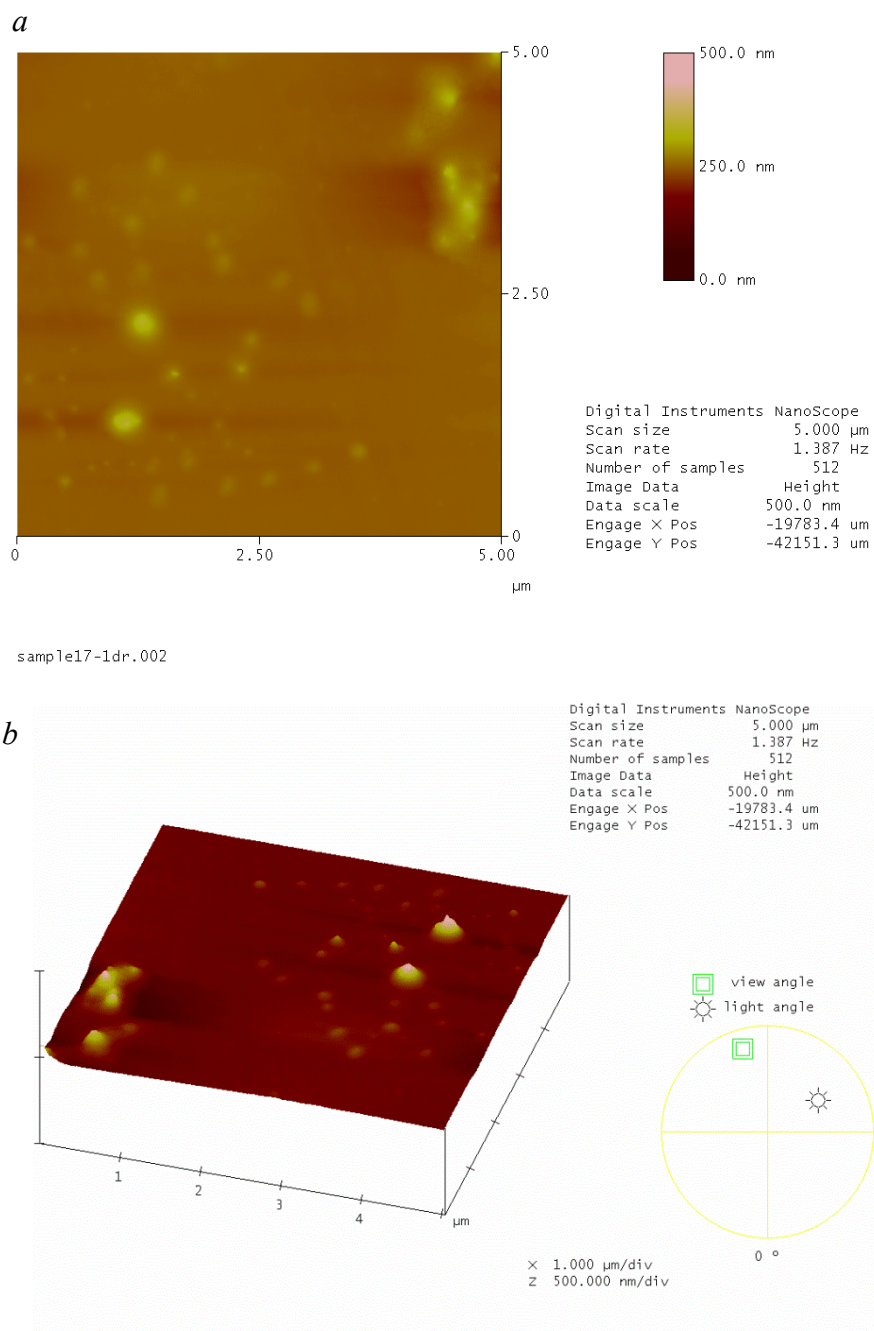 a
5.00
500.0 nm
250.0 nm
2.50
0.0 nm
Digital Instruments NanoScope
Scan size 5.000 µm
Scan rate 1.387 Hz
Number of samples 512
Image Data Height
Data scale 500.0 nm
Engage X Pos -19783.4 um
Engage Y Pos -42151.3 um
0
0 2.50 5.00
µm
sample17-1dr.002
b
Digital Instruments NanoScope
Scan size 5.000 µm
Scan rate 1.387 Hz
Number of samples 512
Image Data Height
Data scale 500.0 nm
Engage X Pos -19783.4 um
Engage Y Pos -42151.3 um
view angle
light angle
1
2
3
4
µm
0 º
X 1.000 µm/div
Z 500.000 nm/div